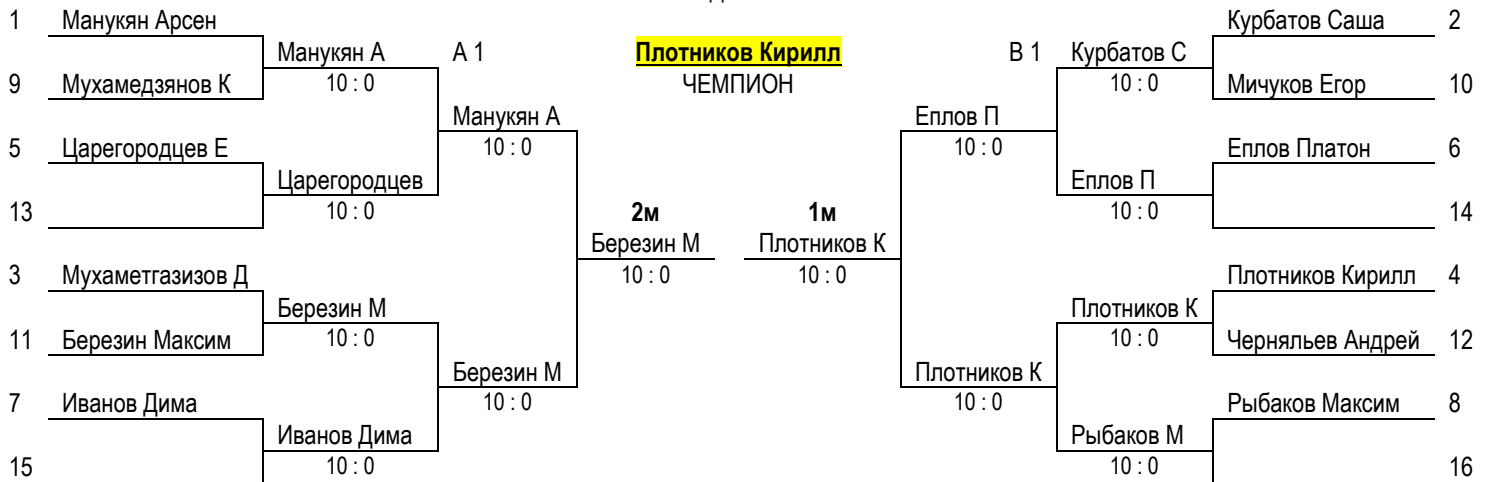 1 Манукян Арсен Курбатов Саша 2
Манукян А А 1 Плотников Кирилл В 1 Курбатов С
9 Мухамедзянов К 10 : 0 ЧЕМПИОН 10 : 0 Мичуков Егор 10
Манукян А Еплов П
5 Царегородцев Е 10 : 0 10 : 0 Еплов Платон 6
Царегородцев Еплов П
13 10 : 0 2м 1м 10 : 0 14
Березин М Плотников К
3 Мухаметгазизов Д 10 : 0 10 : 0 Плотников Кирилл 4
Березин М Плотников К
11 Березин Максим 10 : 0 10 : 0 Черняльев Андрей 12
Березин М Плотников К
7 Иванов Дима 10 : 0 10 : 0 Рыбаков Максим 8
Иванов Дима Рыбаков М
15 10 : 0 10 : 0 16